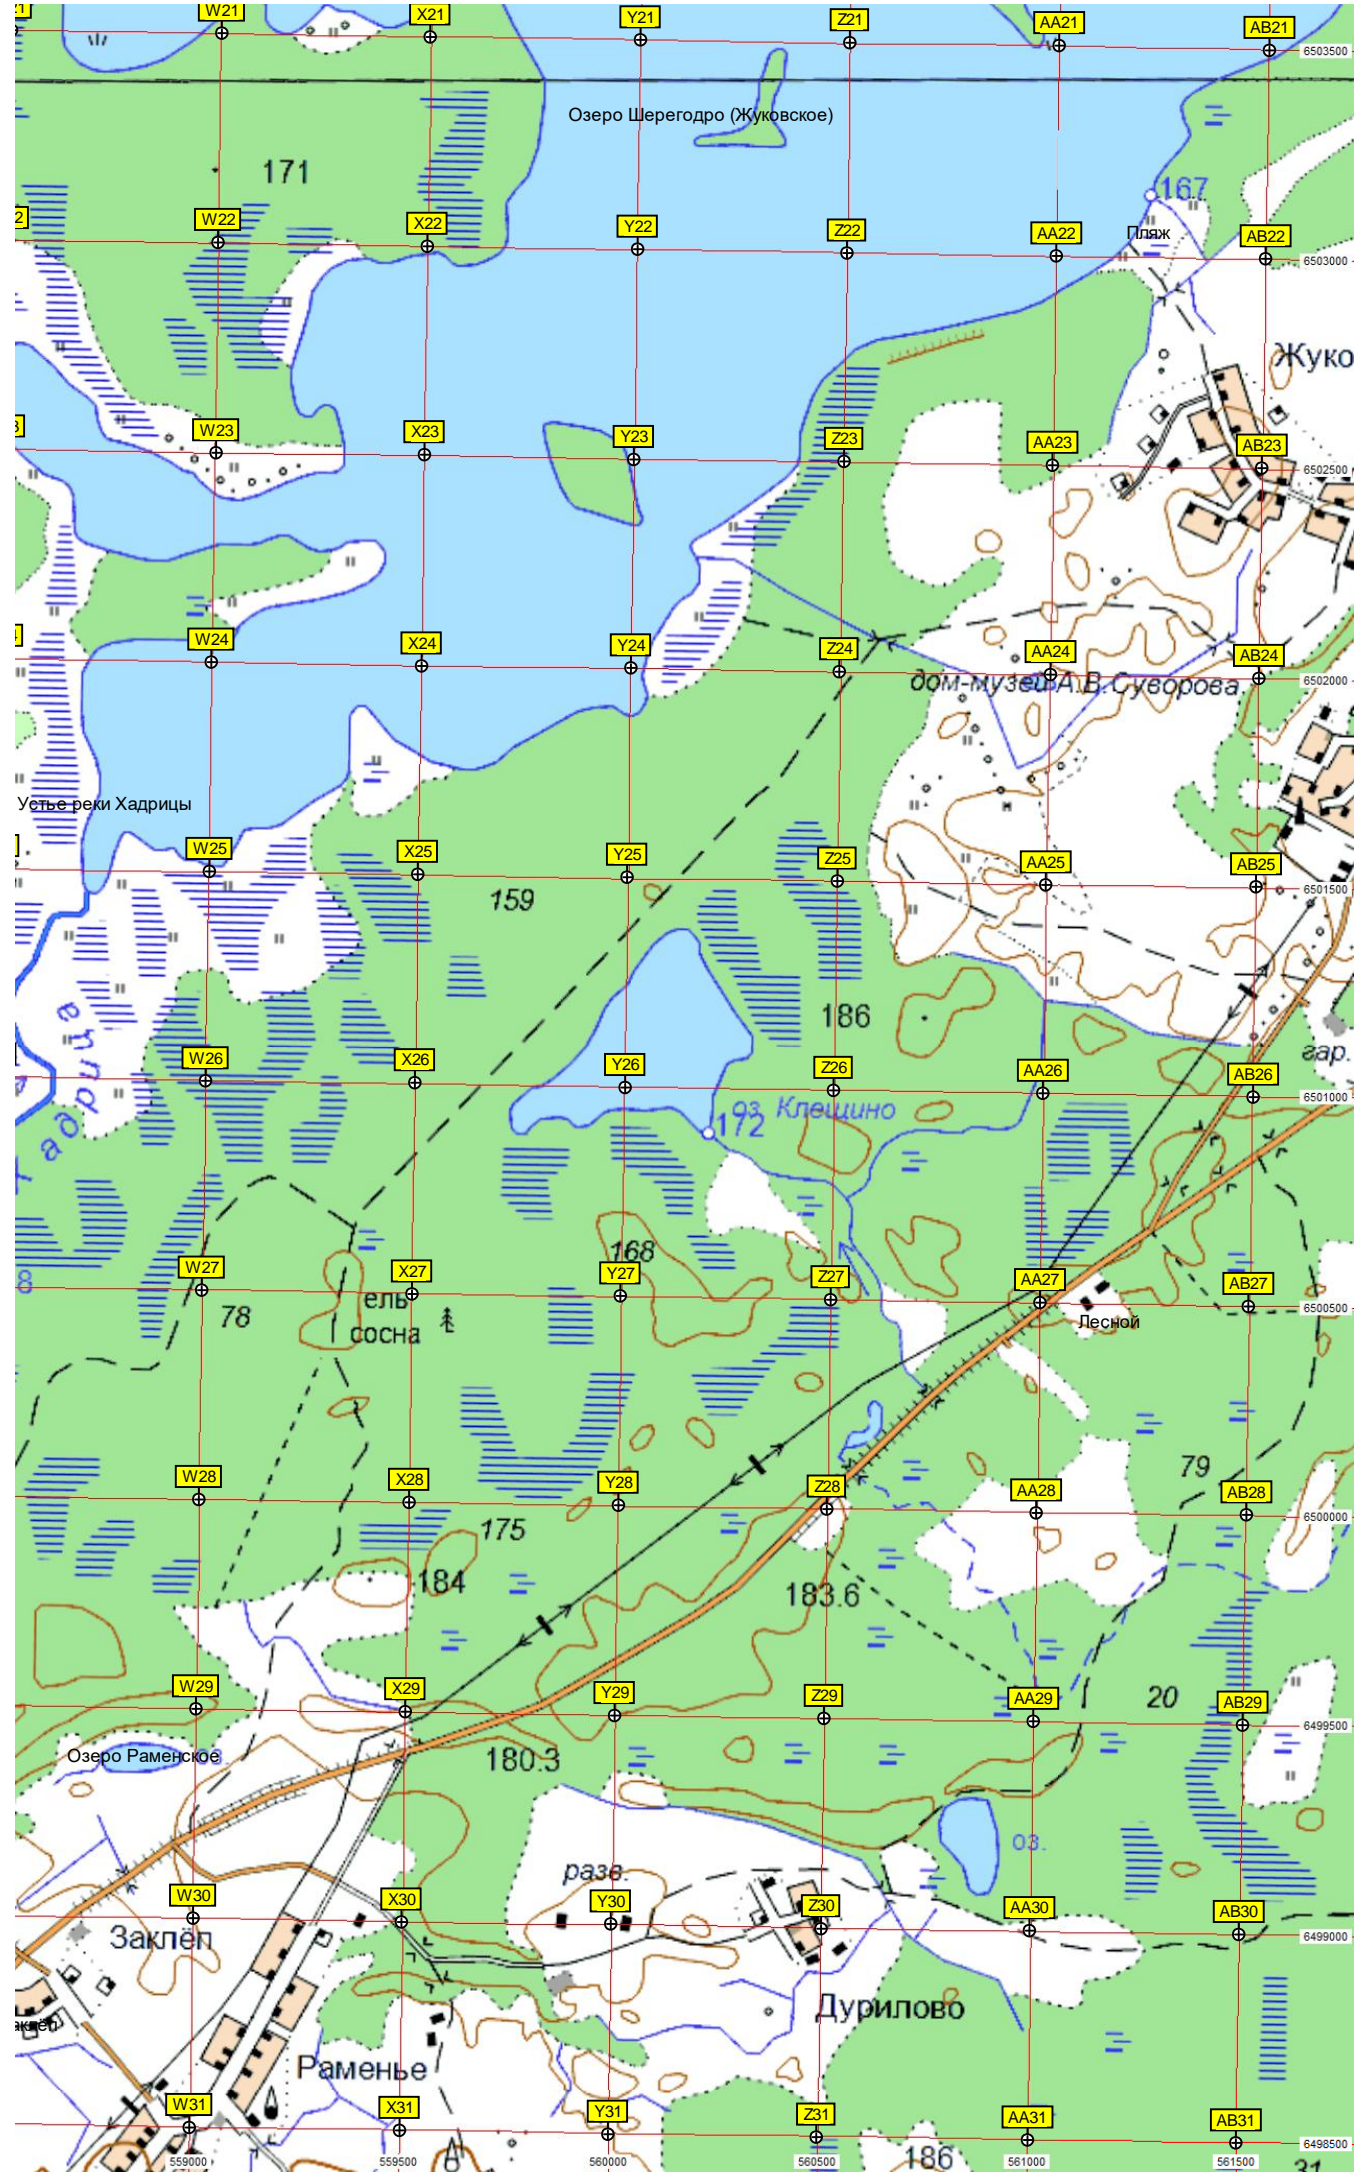 W21 X21 Y21 Z21 AA21 AB21
6503500
Озеро Шерегодро (Жуковское)
171
167
W22 X22 Y22 Z22 AA22 AB22
Пляж
6503000
Жуко
W23 X23 Y23 Z23 AA23 AB23
6502500
W24 X24 Y24 Z24 AA24 AB24
6502000
дом-музей А.В.Суворова
Устье реки Хадрицы
W25 X25 Y25 Z25 AA25 AB25
6501500
159
186
гар.
W26 X26 Y26 Z26 AA26 AB26
6501000
оз. Клещино
172
168
W27 X27 Y27 Z27 AA27 AB27
6500500
8
78
ель
сосна
Лесной
79
W28 X28 Y28 Z28 AA28 AB28
6500000
175
184
183.6
W29 X29 Y29 Z29 AA29 AB29
6499500
20
Озеро Раменское
180.3
оз.
разв.
W30 X30 Y30 Z30 AA30 AB30
6499000
Заклёп
Дурилово
Раменье
W31 X31 Y31 Z31 AA31 AB31
6498500
186
31
559000 559500 560000 560500 561000 561500